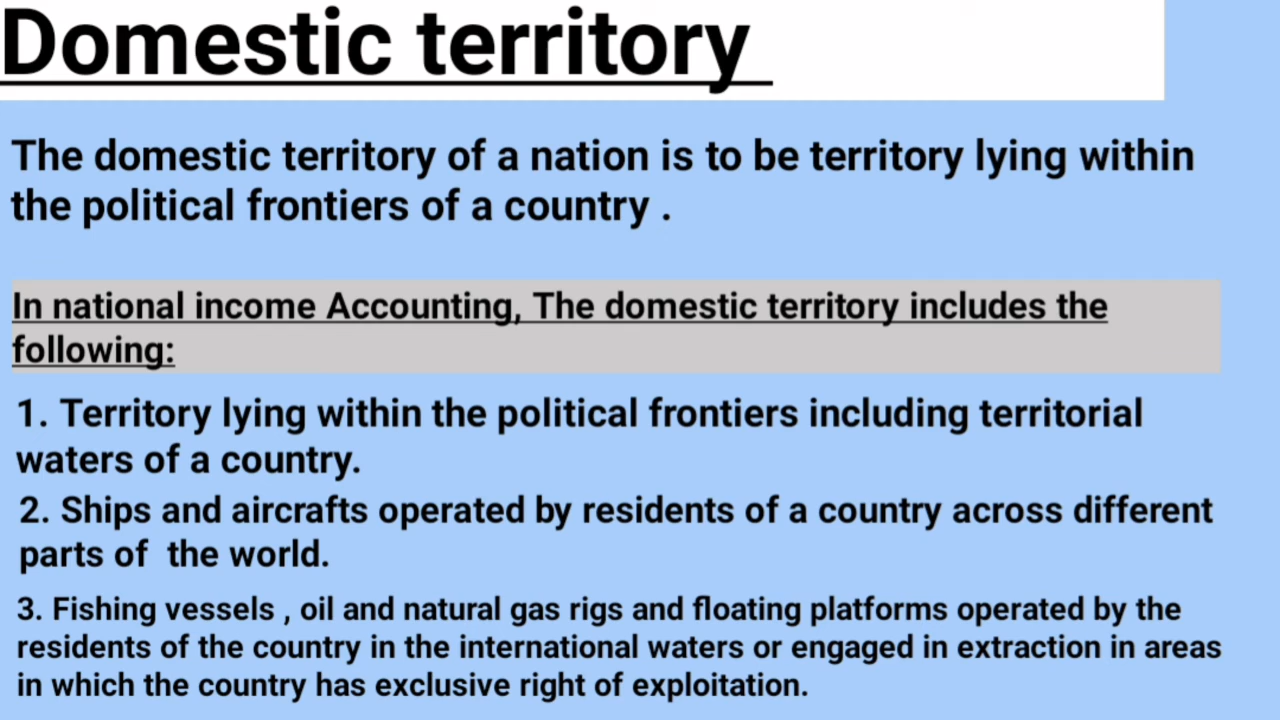 Domestic territory
The domestic territory of a nation is to be territory lying within
the political frontiers of a country .
In national income Accounting, The domestic territory includes the
following:
1. Territory lying within the political frontiers including territorial
waters of a country.
2. Ships and aircrafts operated by residents of a country across different
parts of the world.
3. Fishing vessels , oil and natural gas rigs and floating platforms operated by the
residents of the country in the international waters or engaged in extraction in areas
in which the country has exclusive right of exploitation.